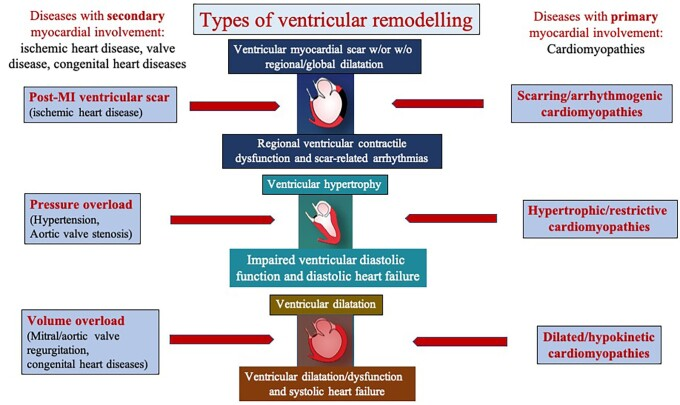 Types of ventricular remodelling
Diseases with secondary
myocardial involvement:
ischemic heart disease, valve
disease, congenital heart diseases
Diseases with primary
myocardial involvement:
Cardiomyopathies
Ventricular myocardial scar w/or w/o
regional/global dilatation
Post-MI ventricular scar
(ischemic heart disease)
Scarring/arrhythmogenic
cardiomyopathies
Regional ventricular contractile
dysfunction and scar-related arrhythmias
Ventricular hypertrophy
Pressure overload
(Hypertension,
Aortic valve stenosis)
Hypertrophic/restrictive
cardiomyopathies
Impaired ventricular diastolic
function and diastolic heart failure
Ventricular dilatation
Volume overload
(Mitral/aortic valve
regurgitation,
congenital heart diseases)
Dilated/hypokinetic
cardiomyopathies
Ventricular dilatation/dysfunction
and systolic heart failure